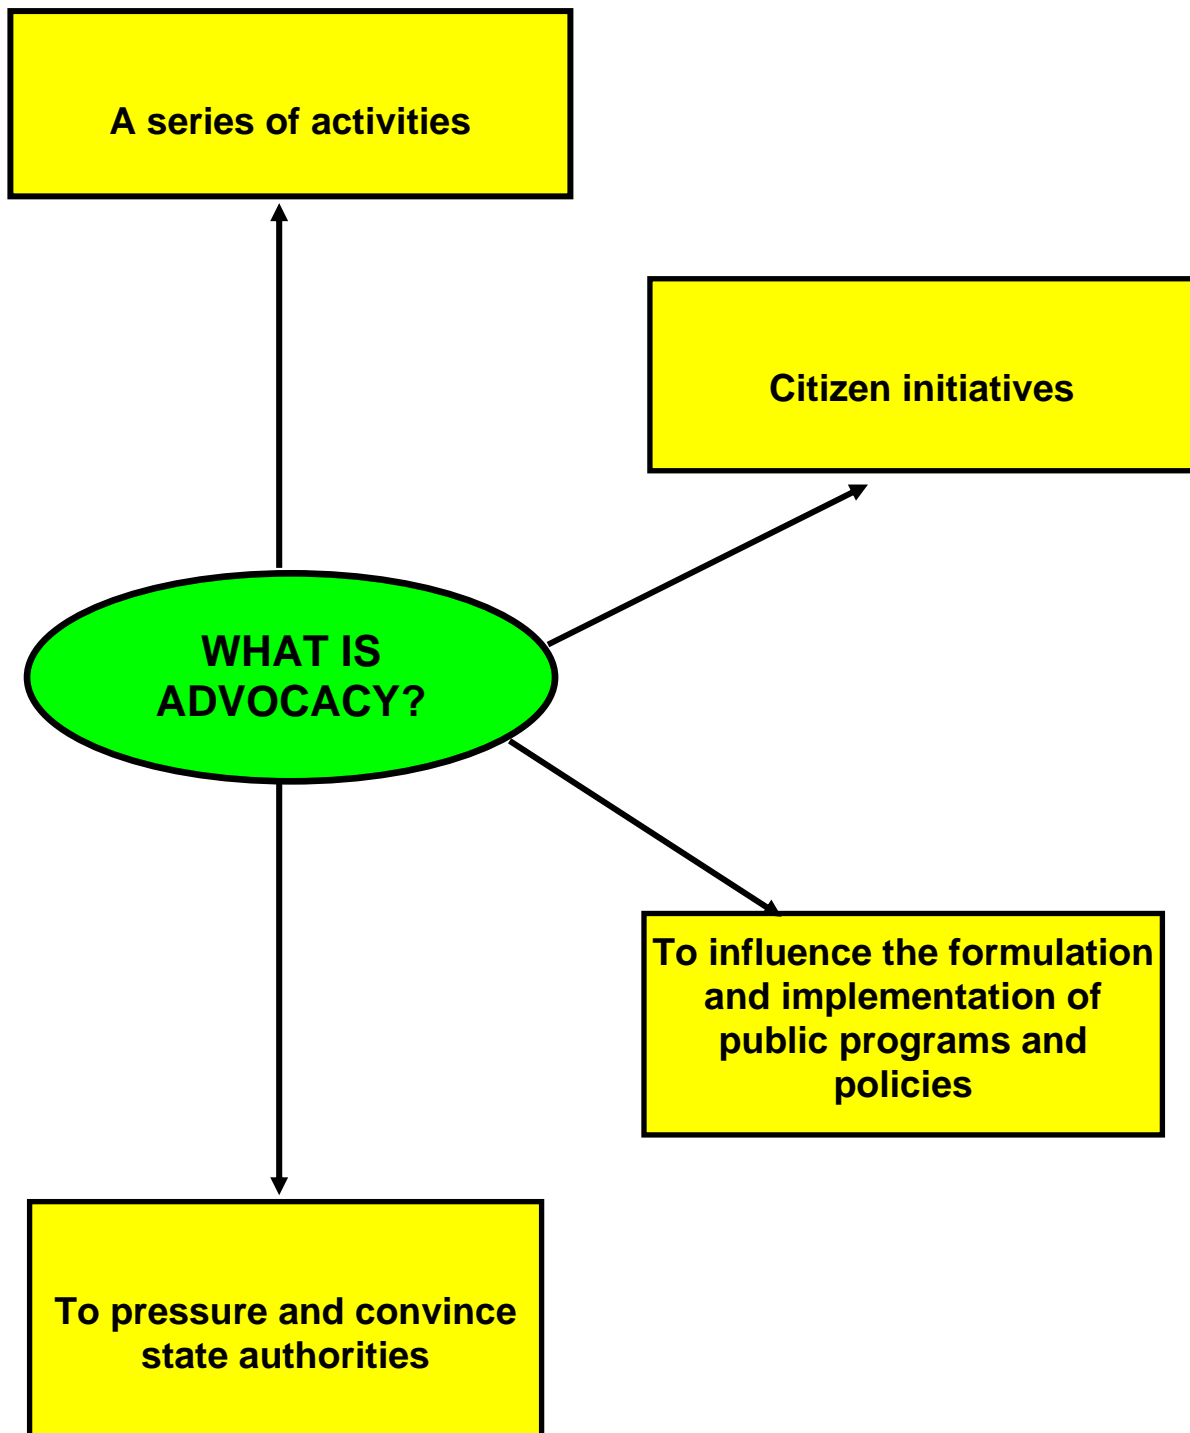 A series of activities
Citizen initiatives
WHAT IS
ADVOCACY?
To influence the formulation
and implementation of
public programs and
policies
To pressure and convince
state authorities